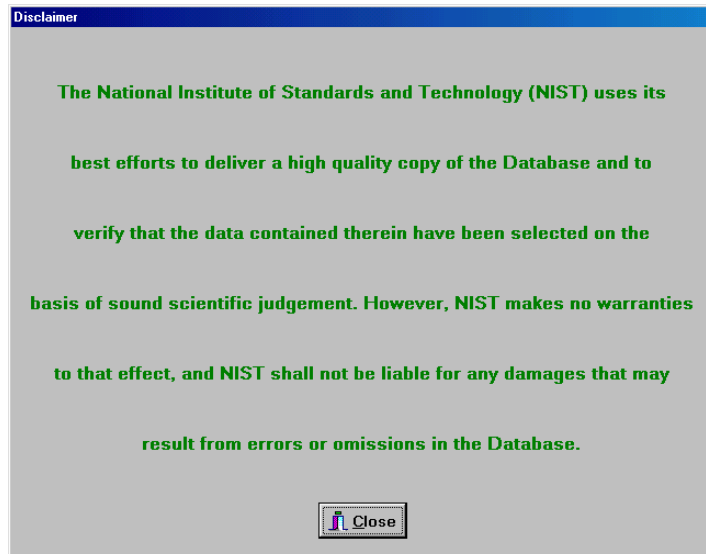 Disclaimer
The National Institute of Standards and Technology (NIST) uses its
best efforts to deliver a high quality copy of the Database and to
verify that the data contained therein have been selected on the
basis of sound scientific judgement. However, NIST makes no warranties
to that effect, and NIST shall not be liable for any damages that may
result from errors or omissions in the Database.
Close